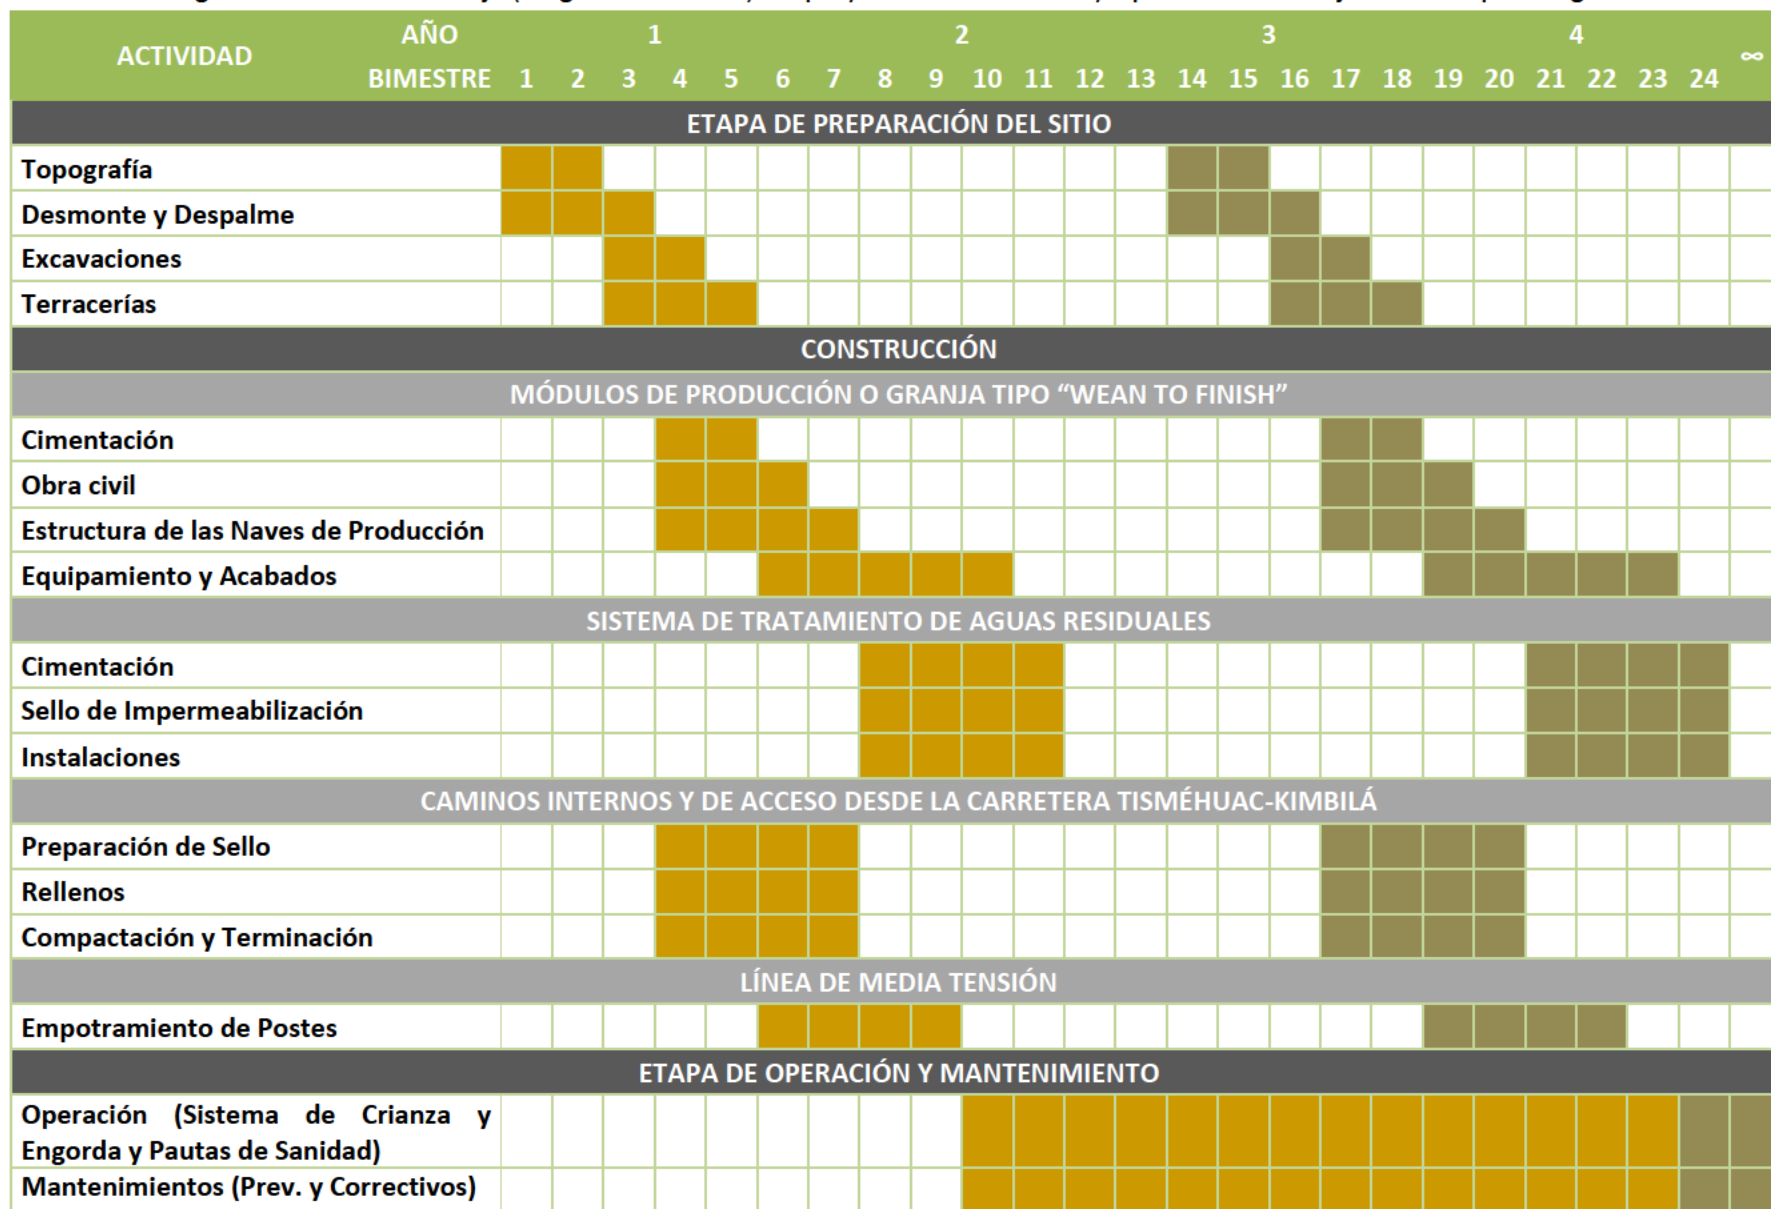 ACTIVIDAD AÑO 1 2 3 4 ∞
BIMESTRE 1 2 3 4 5 6 7 8 9 10 11 12 13 14 15 16 17 18 19 20 21 22 23 24
ETAPA DE PREPARACIÓN DEL SITIO
Topografía
Desmonte y Despalme
Excavaciones
Terracerías
CONSTRUCCIÓN
MÓDULOS DE PRODUCCIÓN O GRANJA TIPO “WEAN TO FINISH”
Cimentación
Obra civil
Estructura de las Naves de Producción
Equipamiento y Acabados
SISTEMA DE TRATAMIENTO DE AGUAS RESIDUALES
Cimentación
Sello de Impermeabilización
Instalaciones
CAMINOS INTERNOS Y DE ACCESO DESDE LA CARRETERA TISMÉHUAC-KIMBILÁ
Preparación de Sello
Rellenos
Compactación y Terminación
LÍNEA DE MEDIA TENSIÓN
Empotramiento de Postes
ETAPA DE OPERACIÓN Y MANTENIMIENTO
Operación (Sistema de Crianza y
Engorda y Pautas de Sanidad)
Mantenimientos (Prev. y Correctivos)